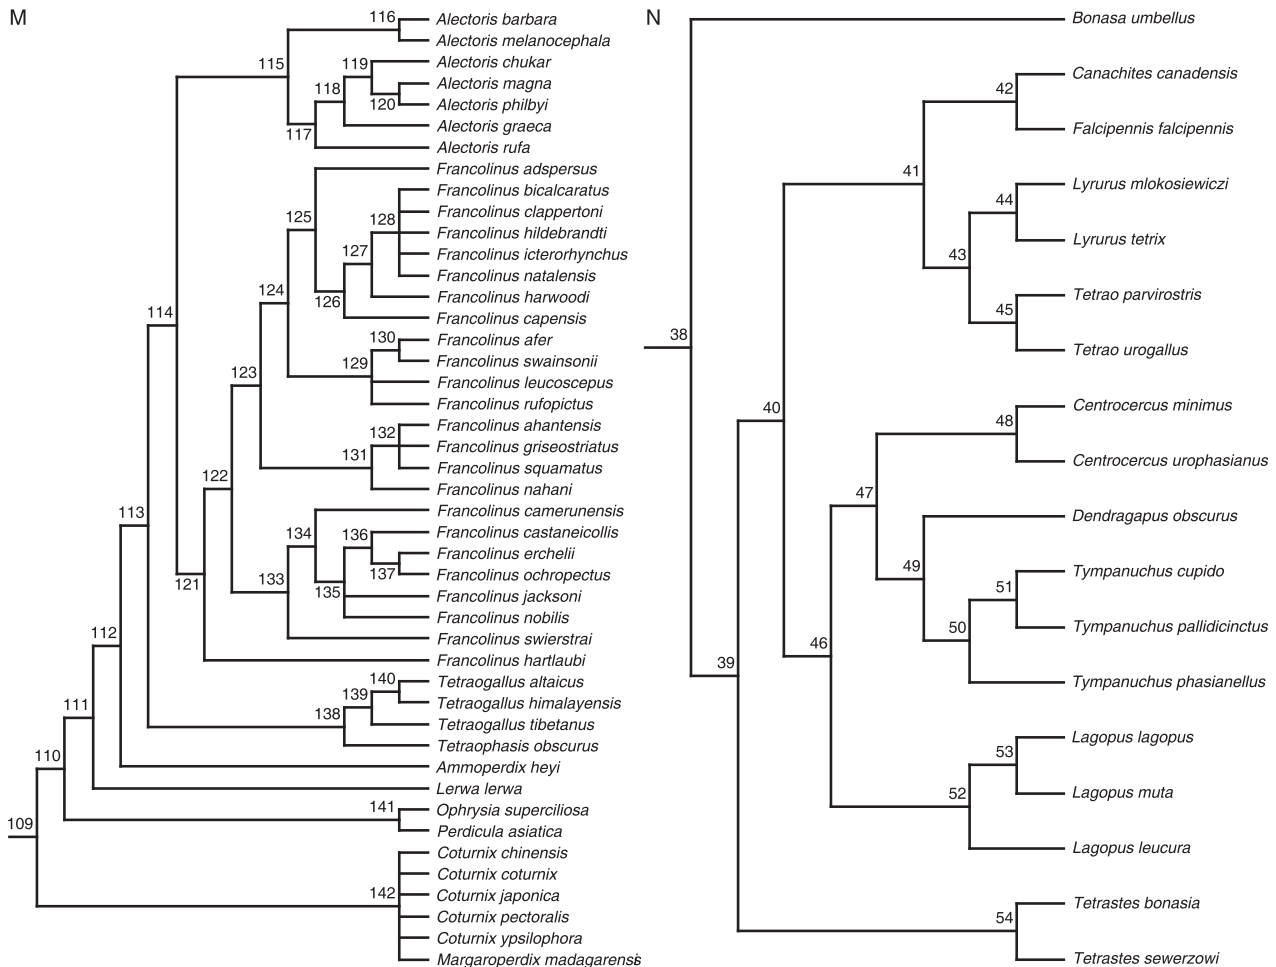 M
116
Alectoris barbara
Alectoris melanocephala
115
119
Alectoris chukar
118
Alectoris magna
120
Alectoris philbyi
117
Alectoris graeca
Alectoris rufa
Francolinus adspersus
125
128
Francolinus bicalcaratus
Francolinus clappertoni
127
Francolinus hildebrandti
Francolinus icterorhynchus
124
126
Francolinus natalensis
Francolinus harwoodi
114
Francolinus capensis
130
Francolinus afer
129
Francolinus swainsonii
123
Francolinus leucoscepus
Francolinus rufopictus
132
Francolinus ahantensis
131
Francolinus griseostriatus
122
Francolinus squamatus
Francolinus nahani
113
Francolinus camerunensis
134
136
Francolinus castaneicollis
Francolinus erchelii
121
133
135
137
Francolinus ochropectus
Francolinus jacksoni
Francolinus nobilis
112
Francolinus swierstrai
Francolinus hartlaubi
140
Tetraogallus altaicus
111
139
Tetraogallus himalayensis
138
Tetraogallus tibetanus
Tetraophasis obscurus
110
Ammoperdix heyi
Lerwa lerwa
141
Ophrysia superciliosa
109
Perdicula asiatica
Coturnix chinensis
Coturnix coturnix
142
Coturnix japonica
Coturnix pectoralis
Coturnix ypsilophora
Margaroperdix madagarensis
N
Bonasa umbellus
42
Canachites canadensis
Falcipennis falcipennis
41
44
Lyrurus mlokosiewiczi
43
Lyrurus tetrix
45
Tetrao parvirostris
38
Tetrao urogallus
40
48
Centrocercus minimus
Centrocercus urophasianus
47
Dendragapus obscurus
49
51
Tympanuchus cupido
50
Tympanuchus pallidicinctus
39
46
Tympanuchus phasianellus
53
Lagopus lagopus
52
Lagopus muta
Lagopus leucura
54
Tetrastes bonasia
Tetrastes sewerzowi